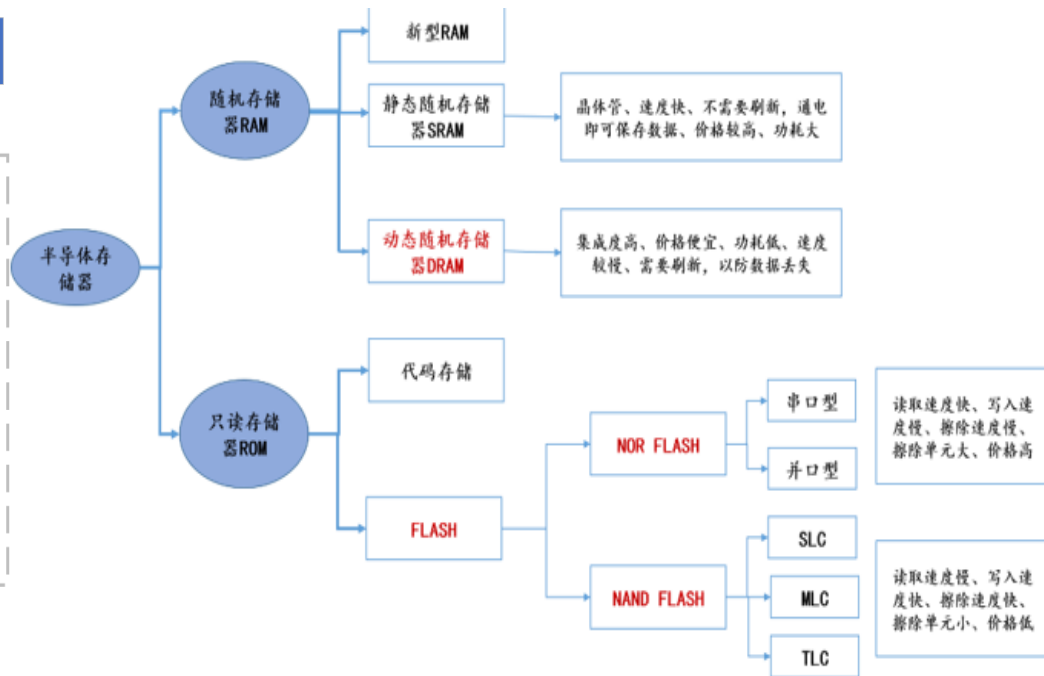 新型RAM
随机存储
器RAM
静态随机存储
器SRAM
晶体管、速度快、不需要刷新，通电
即可保存数据、价格较高、功耗大
动态随机存储
器DRAM
集成度高、价格便宜、功耗低、速度
较慢、需要刷新，以防数据丢失
半导体存
储器
只读存储
器ROM
代码存储
FLASH
NOR FLASH
串口型
并口型
读取速度快、写入速
度慢、擦除速度慢、
擦除单元大、价格高
NAND FLASH
SLC
MLC
TLC
读取速度慢、写入速
度快、擦除速度快、
擦除单元小、价格低